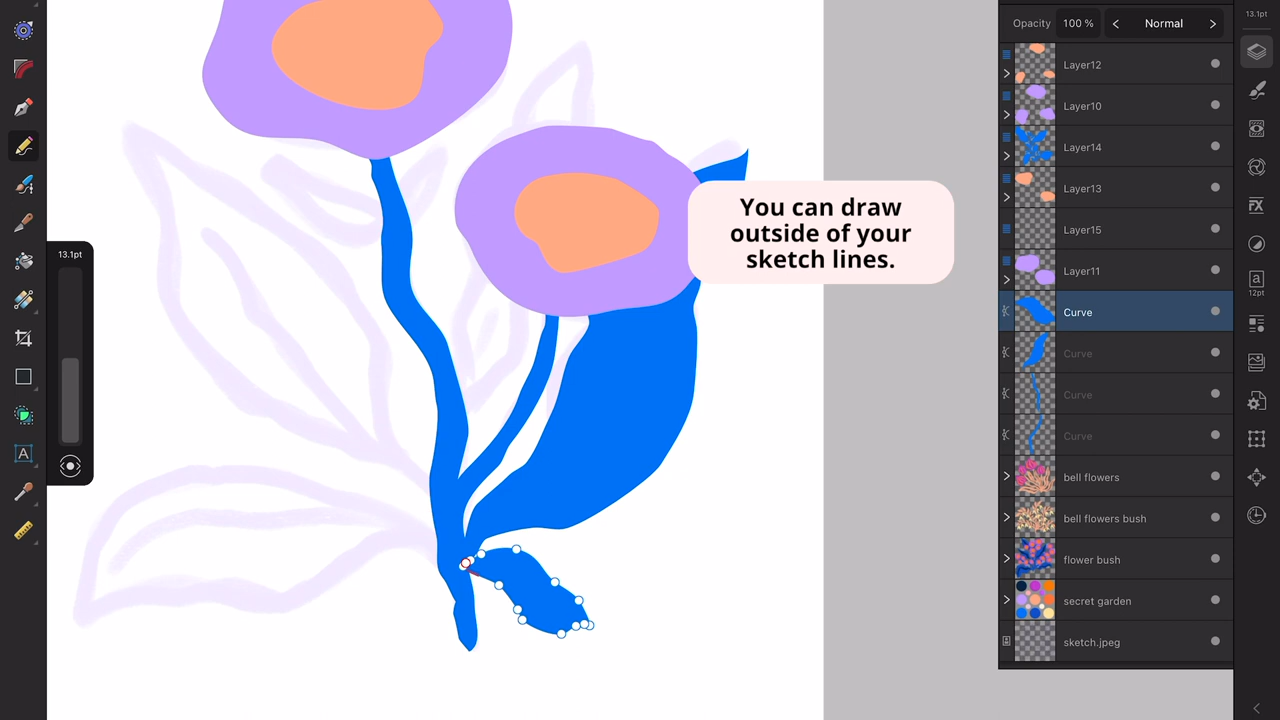 Opacity 100 % < Normal >
13.1pt
Layer12
Layer10
Layer14
Layer13
Layer15
Layer11
Curve
Curve
Curve
Curve
bell flowers
bell flowers bush
flower bush
secret garden
sketch.jpeg
13.1pt
You can draw
outside of your
sketch lines.
A
FX
a
12pt